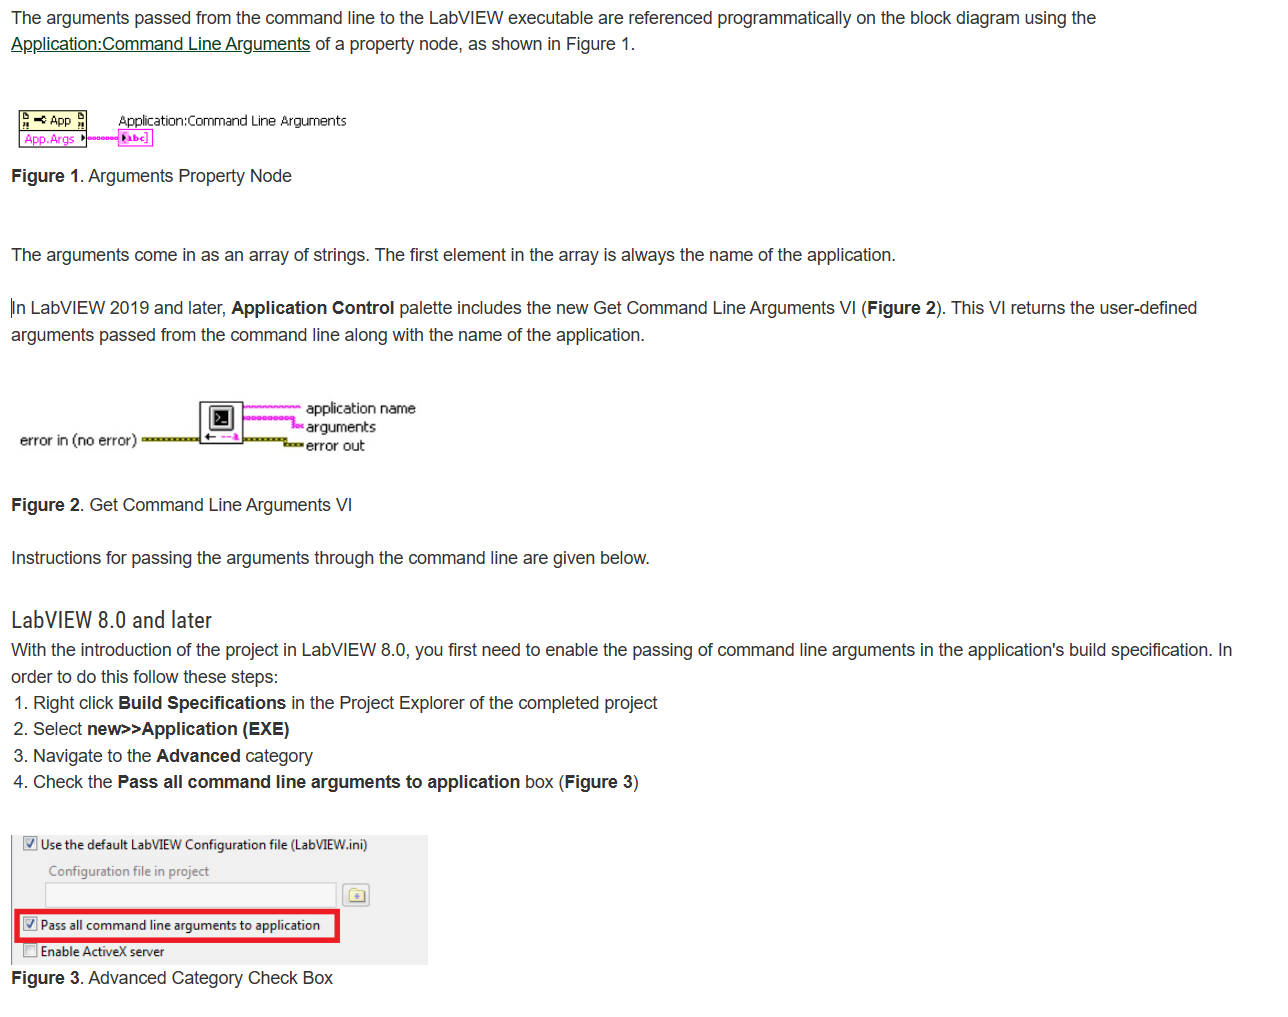 The arguments passed from the command line to the LabVIEW executable are referenced programmatically on the block diagram using the
Application:Command Line Arguments of a property node, as shown in Figure 1.
App
App.Args
Application:Command Line Arguments
abc
Figure 1. Arguments Property Node
The arguments come in as an array of strings. The first element in the array is always the name of the application.
In LabVIEW 2019 and later, Application Control palette includes the new Get Command Line Arguments VI (Figure 2). This VI returns the user-defined
arguments passed from the command line along with the name of the application.
application name
arguments
error in (no error)
error out
Figure 2. Get Command Line Arguments VI
Instructions for passing the arguments through the command line are given below.
LabVIEW 8.0 and later
With the introduction of the project in LabVIEW 8.0, you first need to enable the passing of command line arguments in the application's build specification. In
order to do this follow these steps:
1. Right click Build Specifications in the Project Explorer of the completed project
2. Select new>>Application (EXE)
3. Navigate to the Advanced category
4. Check the Pass all command line arguments to application box (Figure 3)
Use the default LabVIEW Configuration file (LabVIEW.ini)
Configuration file in project
Pass all command line arguments to application
Enable ActiveX server
Figure 3. Advanced Category Check Box